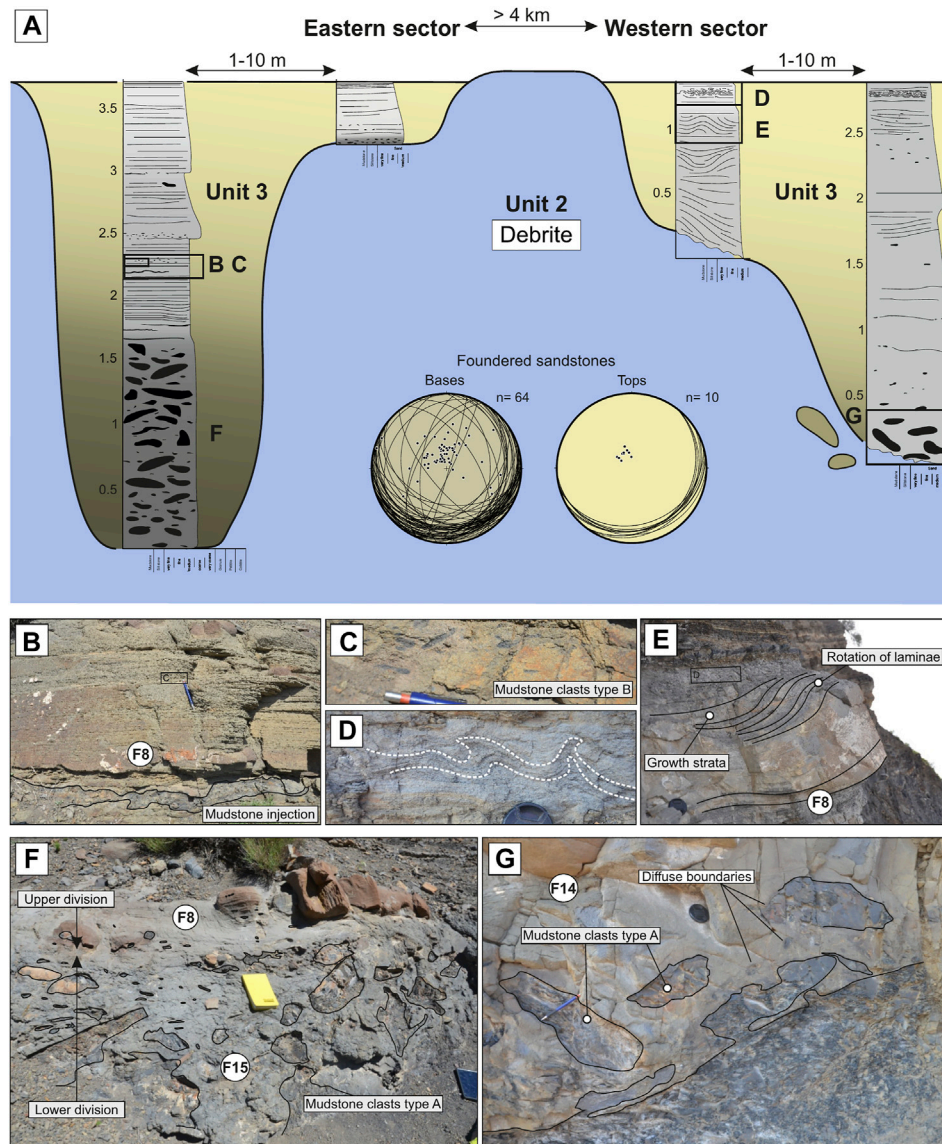 A
Eastern sector
> 4 km
Western sector
1-10 m
1-10 m
3.5
3
2.5
2
1.5
1
0.5
Unit 3
B C
F
Unit 2
Debrite
1
0.5
D
E
Unit 3
2.5
2
1.5
1
0.5
G
Foundered sandstones
Bases
n= 64
Tops
n= 10
B
C
F8
Mudstone injection
C
Mudstone clasts type B
D
E
D
Rotation of laminae
Growth strata
F8
F
Upper division
F8
F15
Lower division
Mudstone clasts type A
G
F14
Diffuse boundaries
Mudstone clasts type A